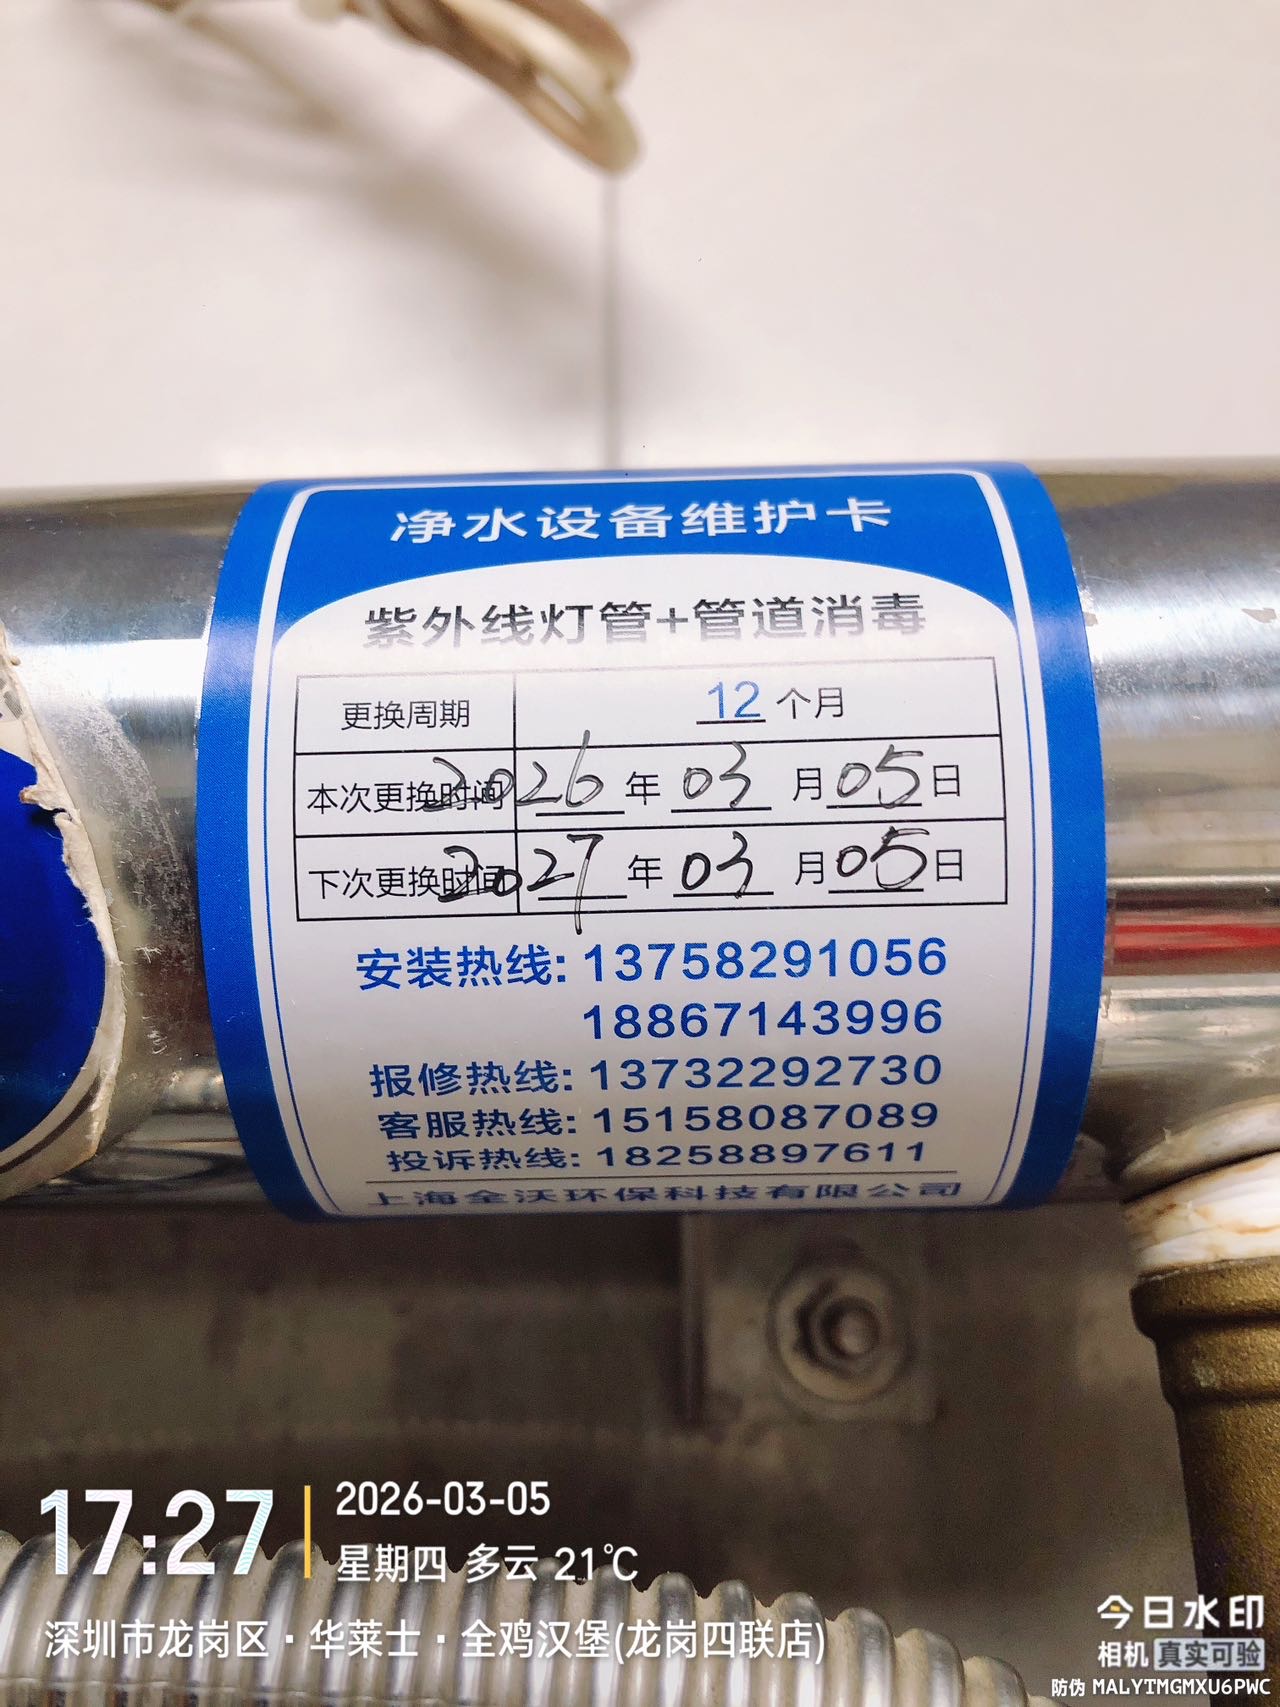 净水设备维护卡
紫外线灯管+管道消毒
更换周期 12 个月
本次更换时间 2026 年 03 月 05 日
下次更换时间 2027 年 03 月 05 日
安装热线: 13758291056
18867143996
报修热线: 13732292730
客服热线: 15158087089
投诉热线: 18258897611
上海全沃环保科技有限公司
17:27
2026-03-05
星期四 多云 21℃
深圳市龙岗区·华莱士·全鸡汉堡(龙岗四联店)
今日水印
相机 真实可验
防伪 MALYTMGMXU6PWC